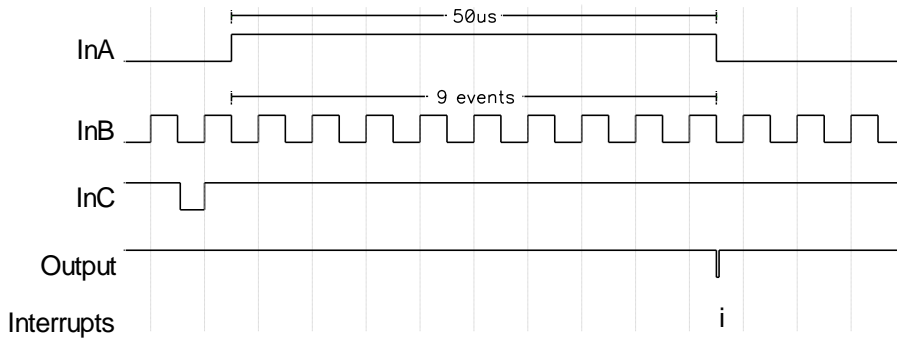 50us
InA
9 events
InB
InC
Output
Interrupts i